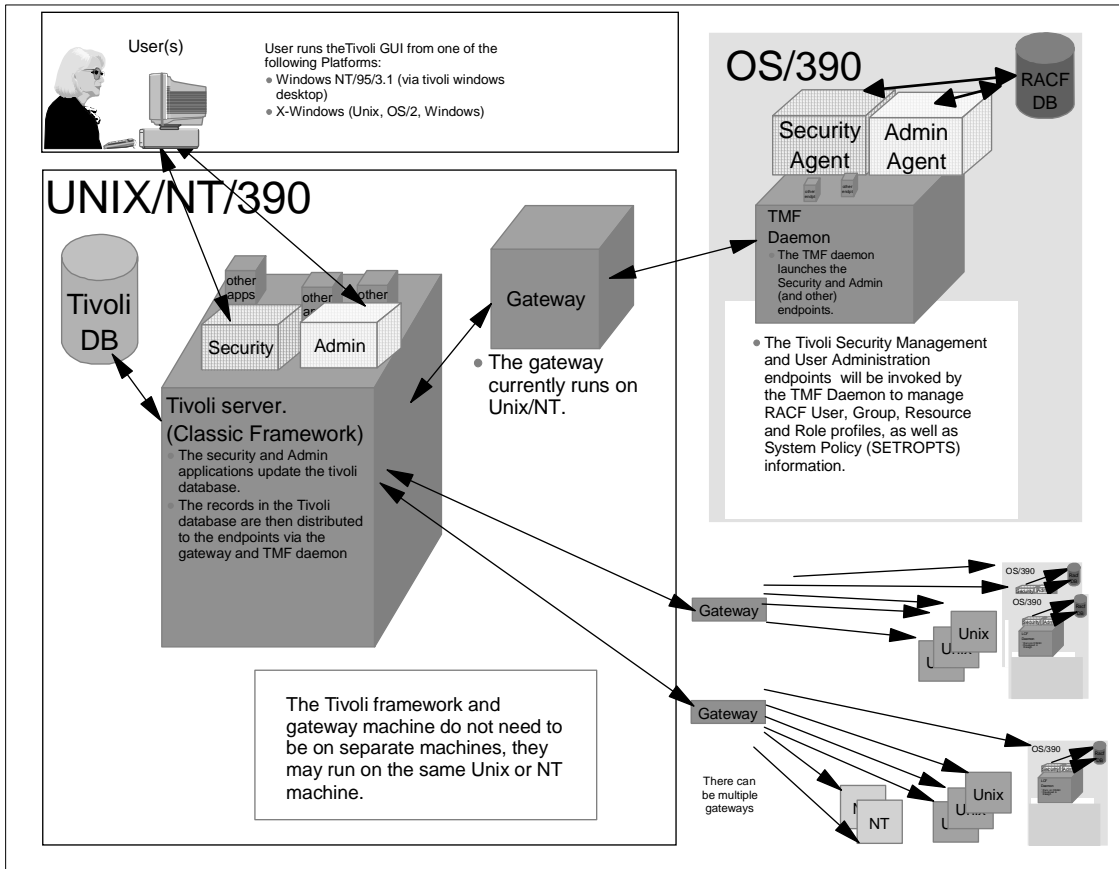 User(s)
User runs theTivoli GUI from one of the
following Platforms:
Windows NT/95/3.1 (via tivoli windows
desktop)
X-Windows (Unix, OS/2, Windows)
OS/390
RACF
DB
Security
Agent
Admin
Agent
other
endpt
other
endpt
TMF
Daemon
The TMF daemon
launches the
Security and Admin
(and other)
endpoints.
The Tivoli Security Management
and User Administration
endpoints will be invoked by
the TMF Daemon to manage
RACF User, Group, Resource
and Role profiles, as well as
System Policy (SETROPTS)
information.
UNIX/NT/390
Tivoli
DB
other
apps
other
other
Security
Admin
Gateway
The gateway
currently runs on
Unix/NT.
Tivoli server.
(Classic Framework)
The security and Admin
applications update the tivoli
database.
The records in the Tivoli
database are then distributed
to the endpoints via the
gateway and TMF daemon
The Tivoli framework and
gateway machine do not need to
be on separate machines, they
may run on the same Unix or NT
machine.
Gateway
OS/390
OS/390
Unix
Gateway
There can
be multiple
gateways
NT
Unix
OS/390